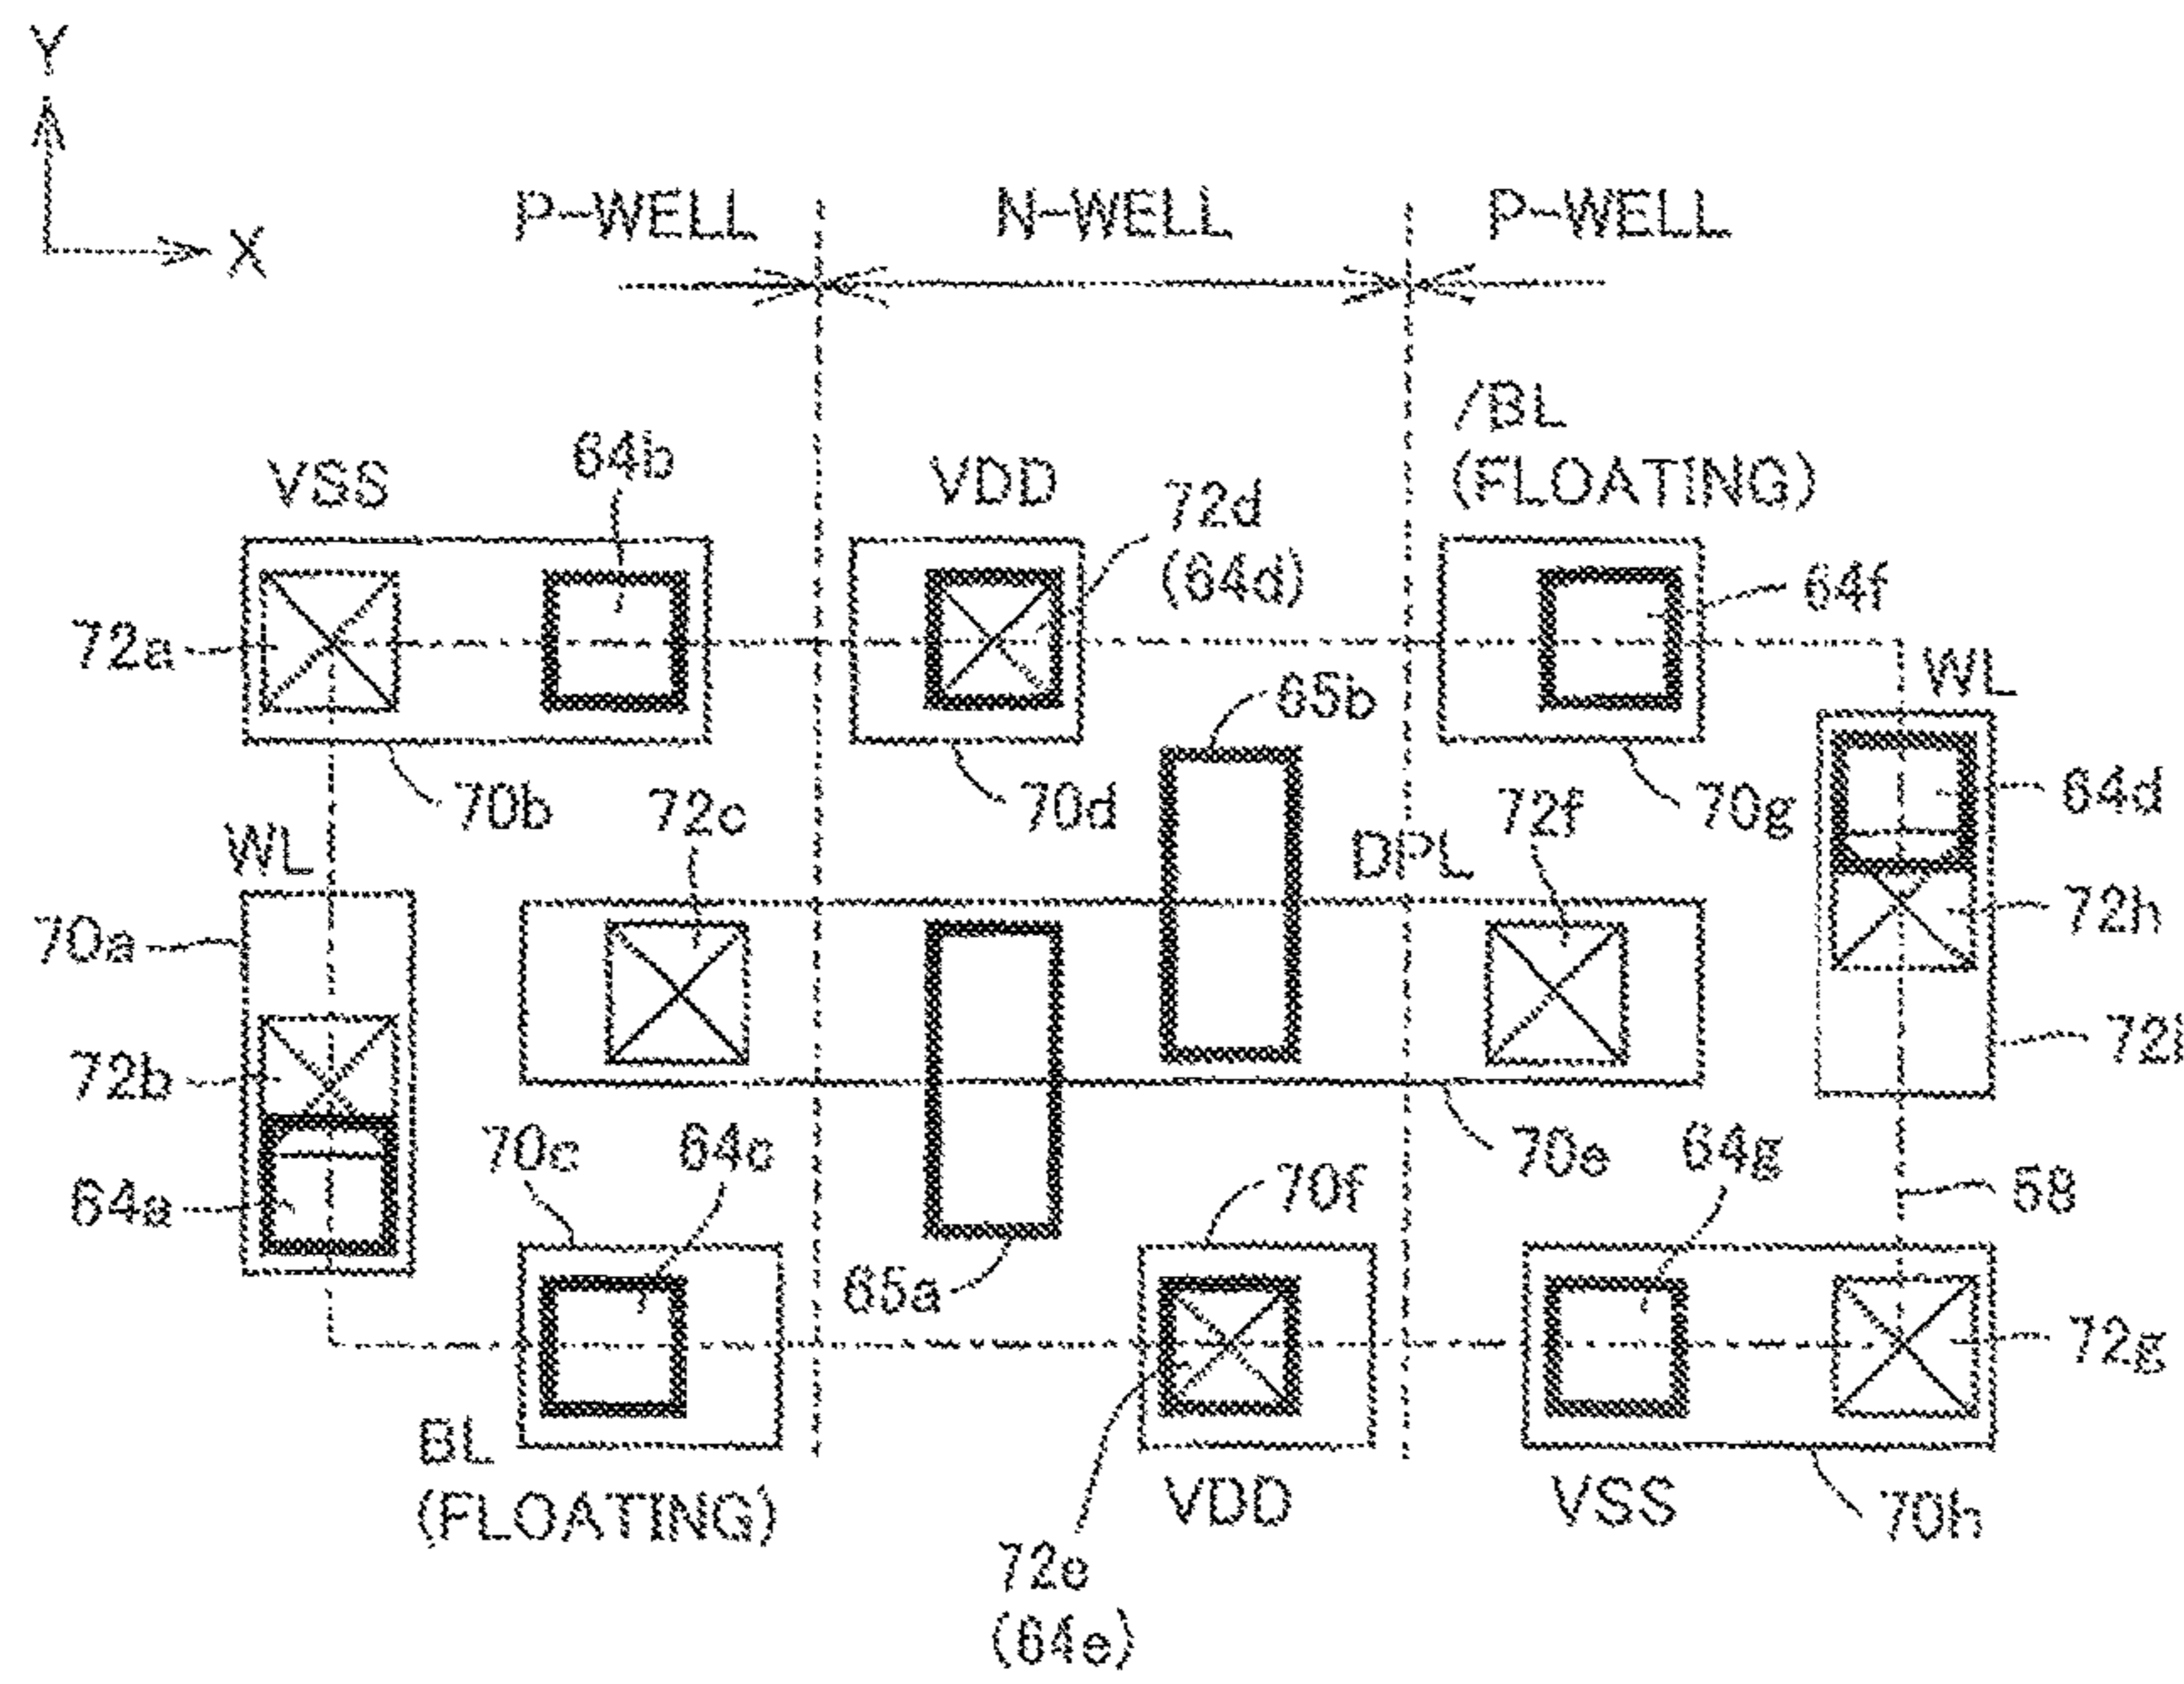 Y
X
P-WELL
N-WELL
P-WELL
/BL
(FLOATING)
VSS
64b
VDD
72d
(64d)
64f
72a
65b
WL
70b
72c
70d
72f
70g
64d
WL
DPL
70a
72h
72i
72b
70c
64c
70e
64g
64a
70f
59
65a
72g
BL
(FLOATING)
VDD
VSS
70h
72e
(64e)